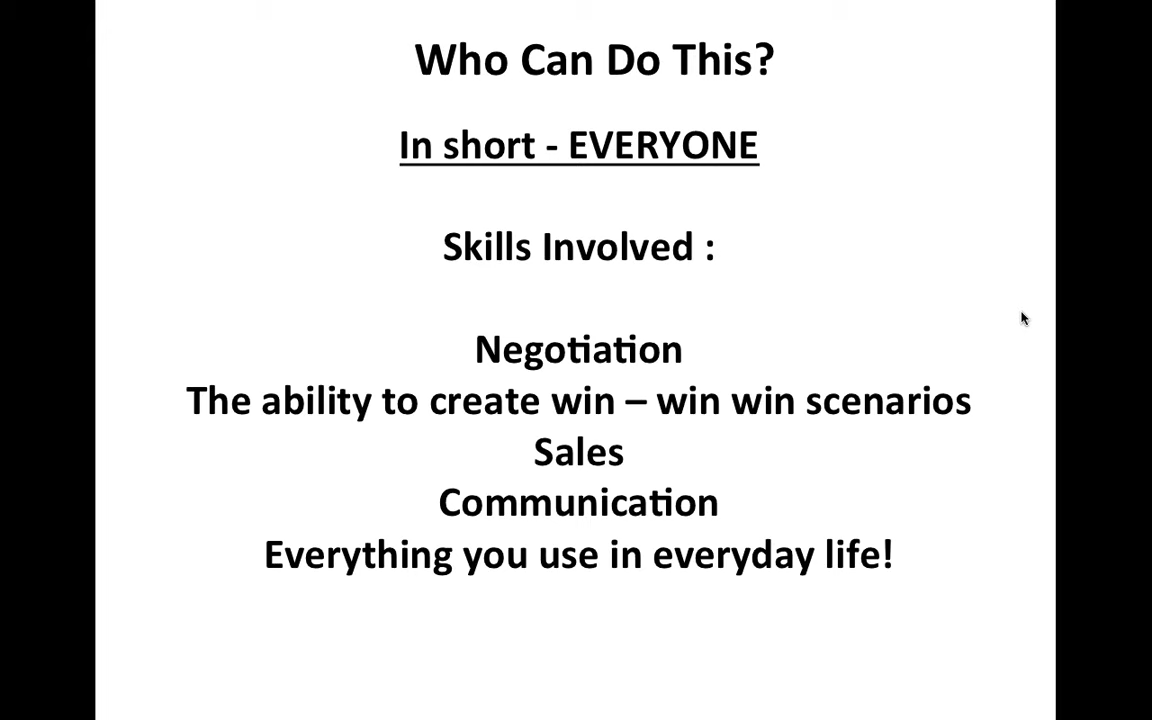 Who Can Do This?
In short - EVERYONE
Skills Involved :
Negotiation
The ability to create win – win win scenarios
Sales
Communication
Everything you use in everyday life!